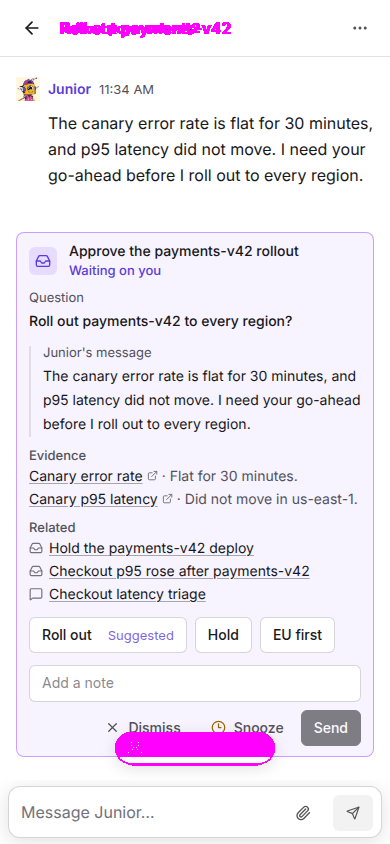 Junior 11:34 AM
The canary error rate is flat for 30 minutes,
and p95 latency did not move. I need your
go-ahead before I roll out to every region.
Approve the payments-v42 rollout
Waiting on you
Question
Roll out payments-v42 to every region?
Junior's message
The canary error rate is flat for 30 minutes, and
p95 latency did not move. I need your go-ahead
before I roll out to every region.
Evidence
Canary error rate · Flat for 30 minutes.
Canary p95 latency · Did not move in us-east-1.
Related
Hold the payments-v42 deploy
Checkout p95 rose after payments-v42
Checkout latency triage
Roll out Suggested Hold EU first
Add a note
Dismiss Snooze Send
Message Junior...